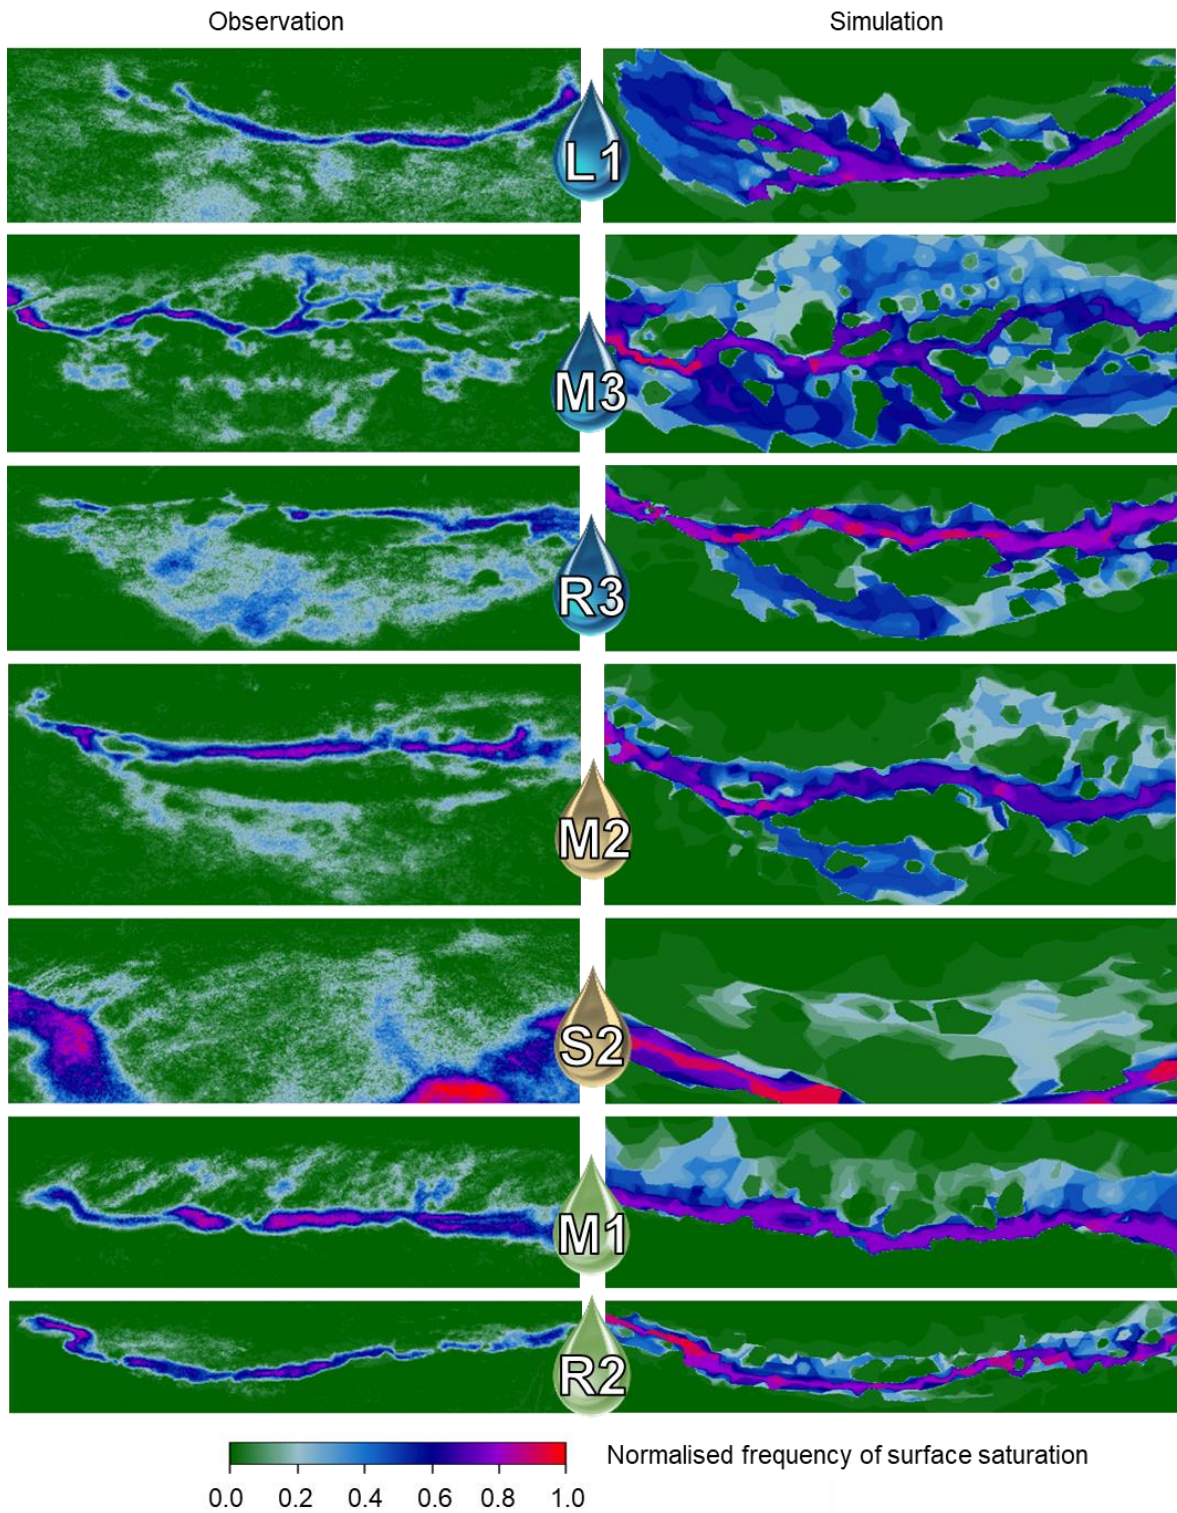 Observation Simulation
L1
M3
R3
M2
S2
M1
R2
Normalised frequency of surface saturation
0.0 0.2 0.4 0.6 0.8 1.0